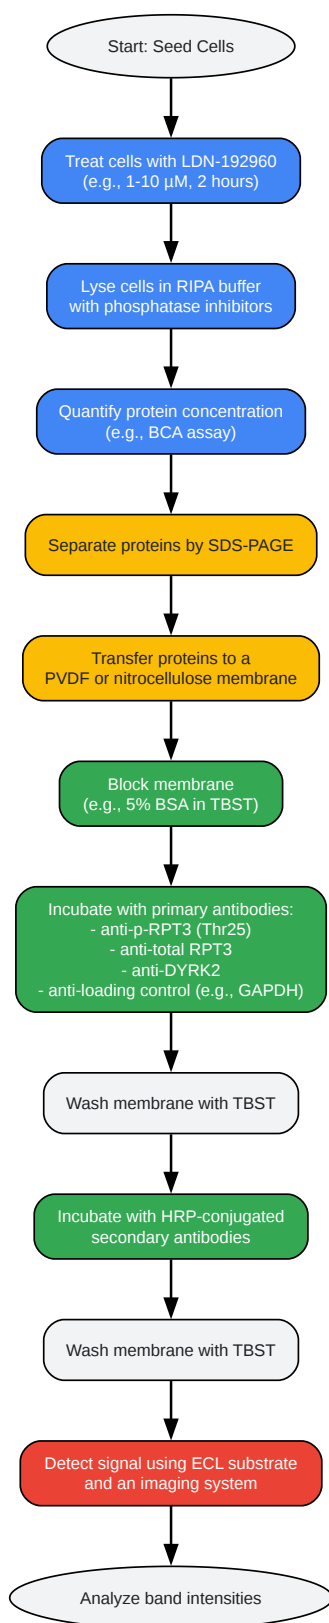 Start: Seed Cells
Treat cells with LDN-192960
(e.g., 1-10 µM, 2 hours)
Lyse cells in RIPA buffer
with phosphatase inhibitors
Quantify protein concentration
(e.g., BCA assay)
Separate proteins by SDS-PAGE
Transfer proteins to a
PVDF or nitrocellulose membrane
Block membrane
(e.g., 5% BSA in TBST)
Incubate with primary antibodies:
- anti-p-RPT3 (Thr25)
- anti-total RPT3
- anti-DYRK2
- anti-loading control (e.g., GAPDH)
Wash membrane with TBST
Incubate with HRP-conjugated
secondary antibodies
Wash membrane with TBST
Detect signal using ECL substrate
and an imaging system
Analyze band intensities